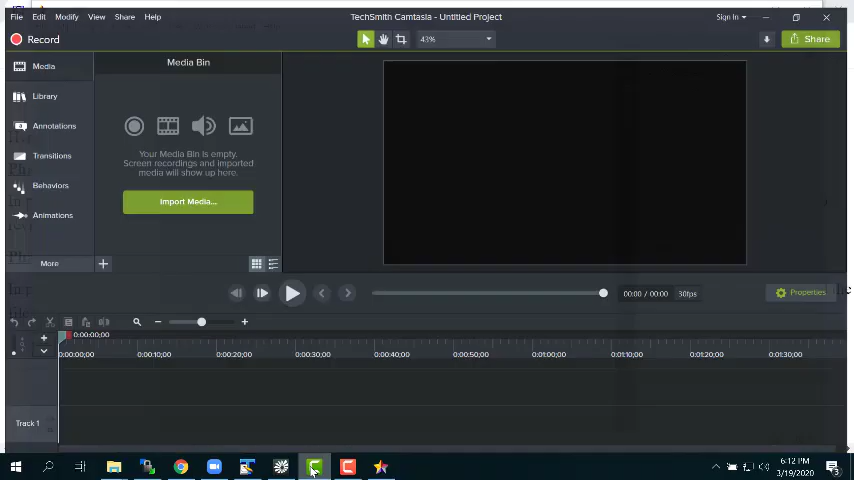 File Edit Modify View Share Help
TechSmith Camtasia - Untitled Project
Sign In
Record
43%
Share
Media
Media Bin
Library
Annotations
Your Media Bin is empty.
Screen recordings and imported
media will show up here.
Transitions
Behaviors
Import Media...
Animations
More
00:00 / 00:00 30fps
Properties
0:00:00;00
0:00:00;00 0:00:10;00 0:00:20;00 0:00:30;00 0:00:40;00 0:00:50;00 0:01:00;00 0:01:10;00 0:01:20;00 0:01:30;00
Track 1
6:12 PM
3/19/2020
3